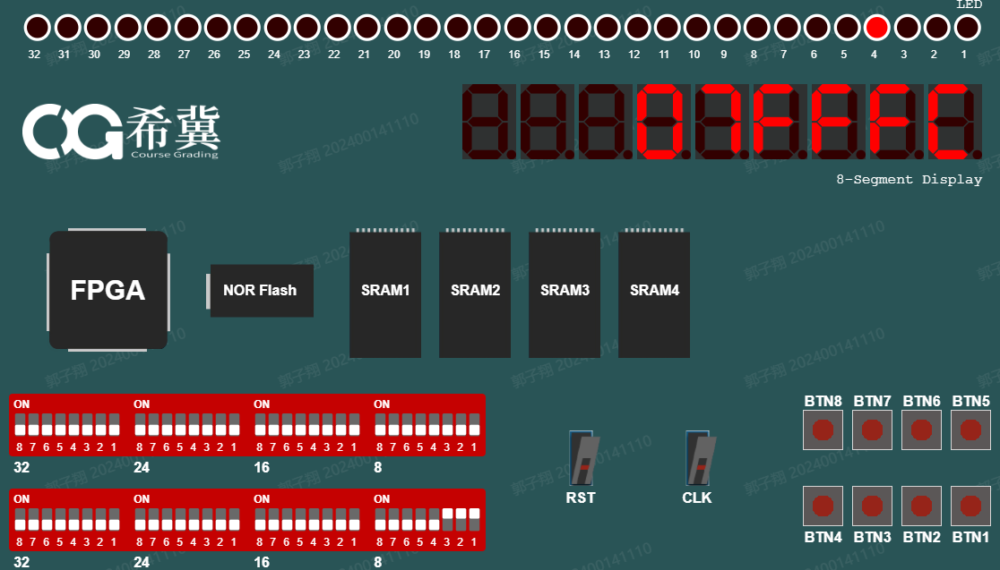 LED
32 31 30 29 28 27 26 25 24 23 22 21 20 19 18 17 16 15 14 13 12 11 10 9 8 7 6 5 4 3 2 1
CG 希冀
Course Grading
07FFFC
8-Segment Display
FPGA
NOR Flash
SRAM1 SRAM2 SRAM3 SRAM4
ON ON ON ON
8 7 6 5 4 3 2 1 8 7 6 5 4 3 2 1 8 7 6 5 4 3 2 1 8 7 6 5 4 3 2 1
32 24 16 8
ON ON ON ON
8 7 6 5 4 3 2 1 8 7 6 5 4 3 2 1 8 7 6 5 4 3 2 1 8 7 6 5 4 3 2 1
32 24 16 8
RST CLK
BTN8 BTN7 BTN6 BTN5
BTN4 BTN3 BTN2 BTN1
郭子翔 202400141110